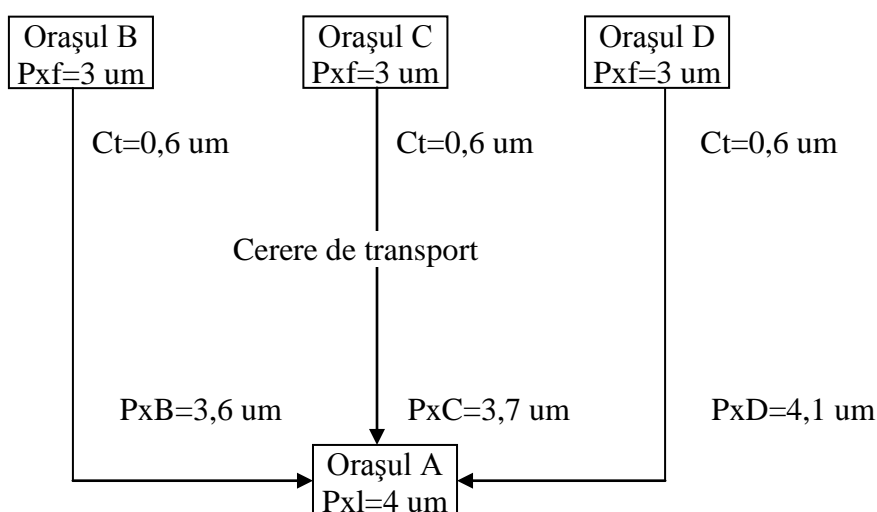 Oraşul B
Pxf=3 um
Oraşul C
Pxf=3 um
Oraşul D
Pxf=3 um
Ct=0,6 um
Ct=0,6 um
Ct=0,6 um
Cerere de transport
PxB=3,6 um
PxC=3,7 um
PxD=4,1 um
Oraşul A
Pxl=4 um